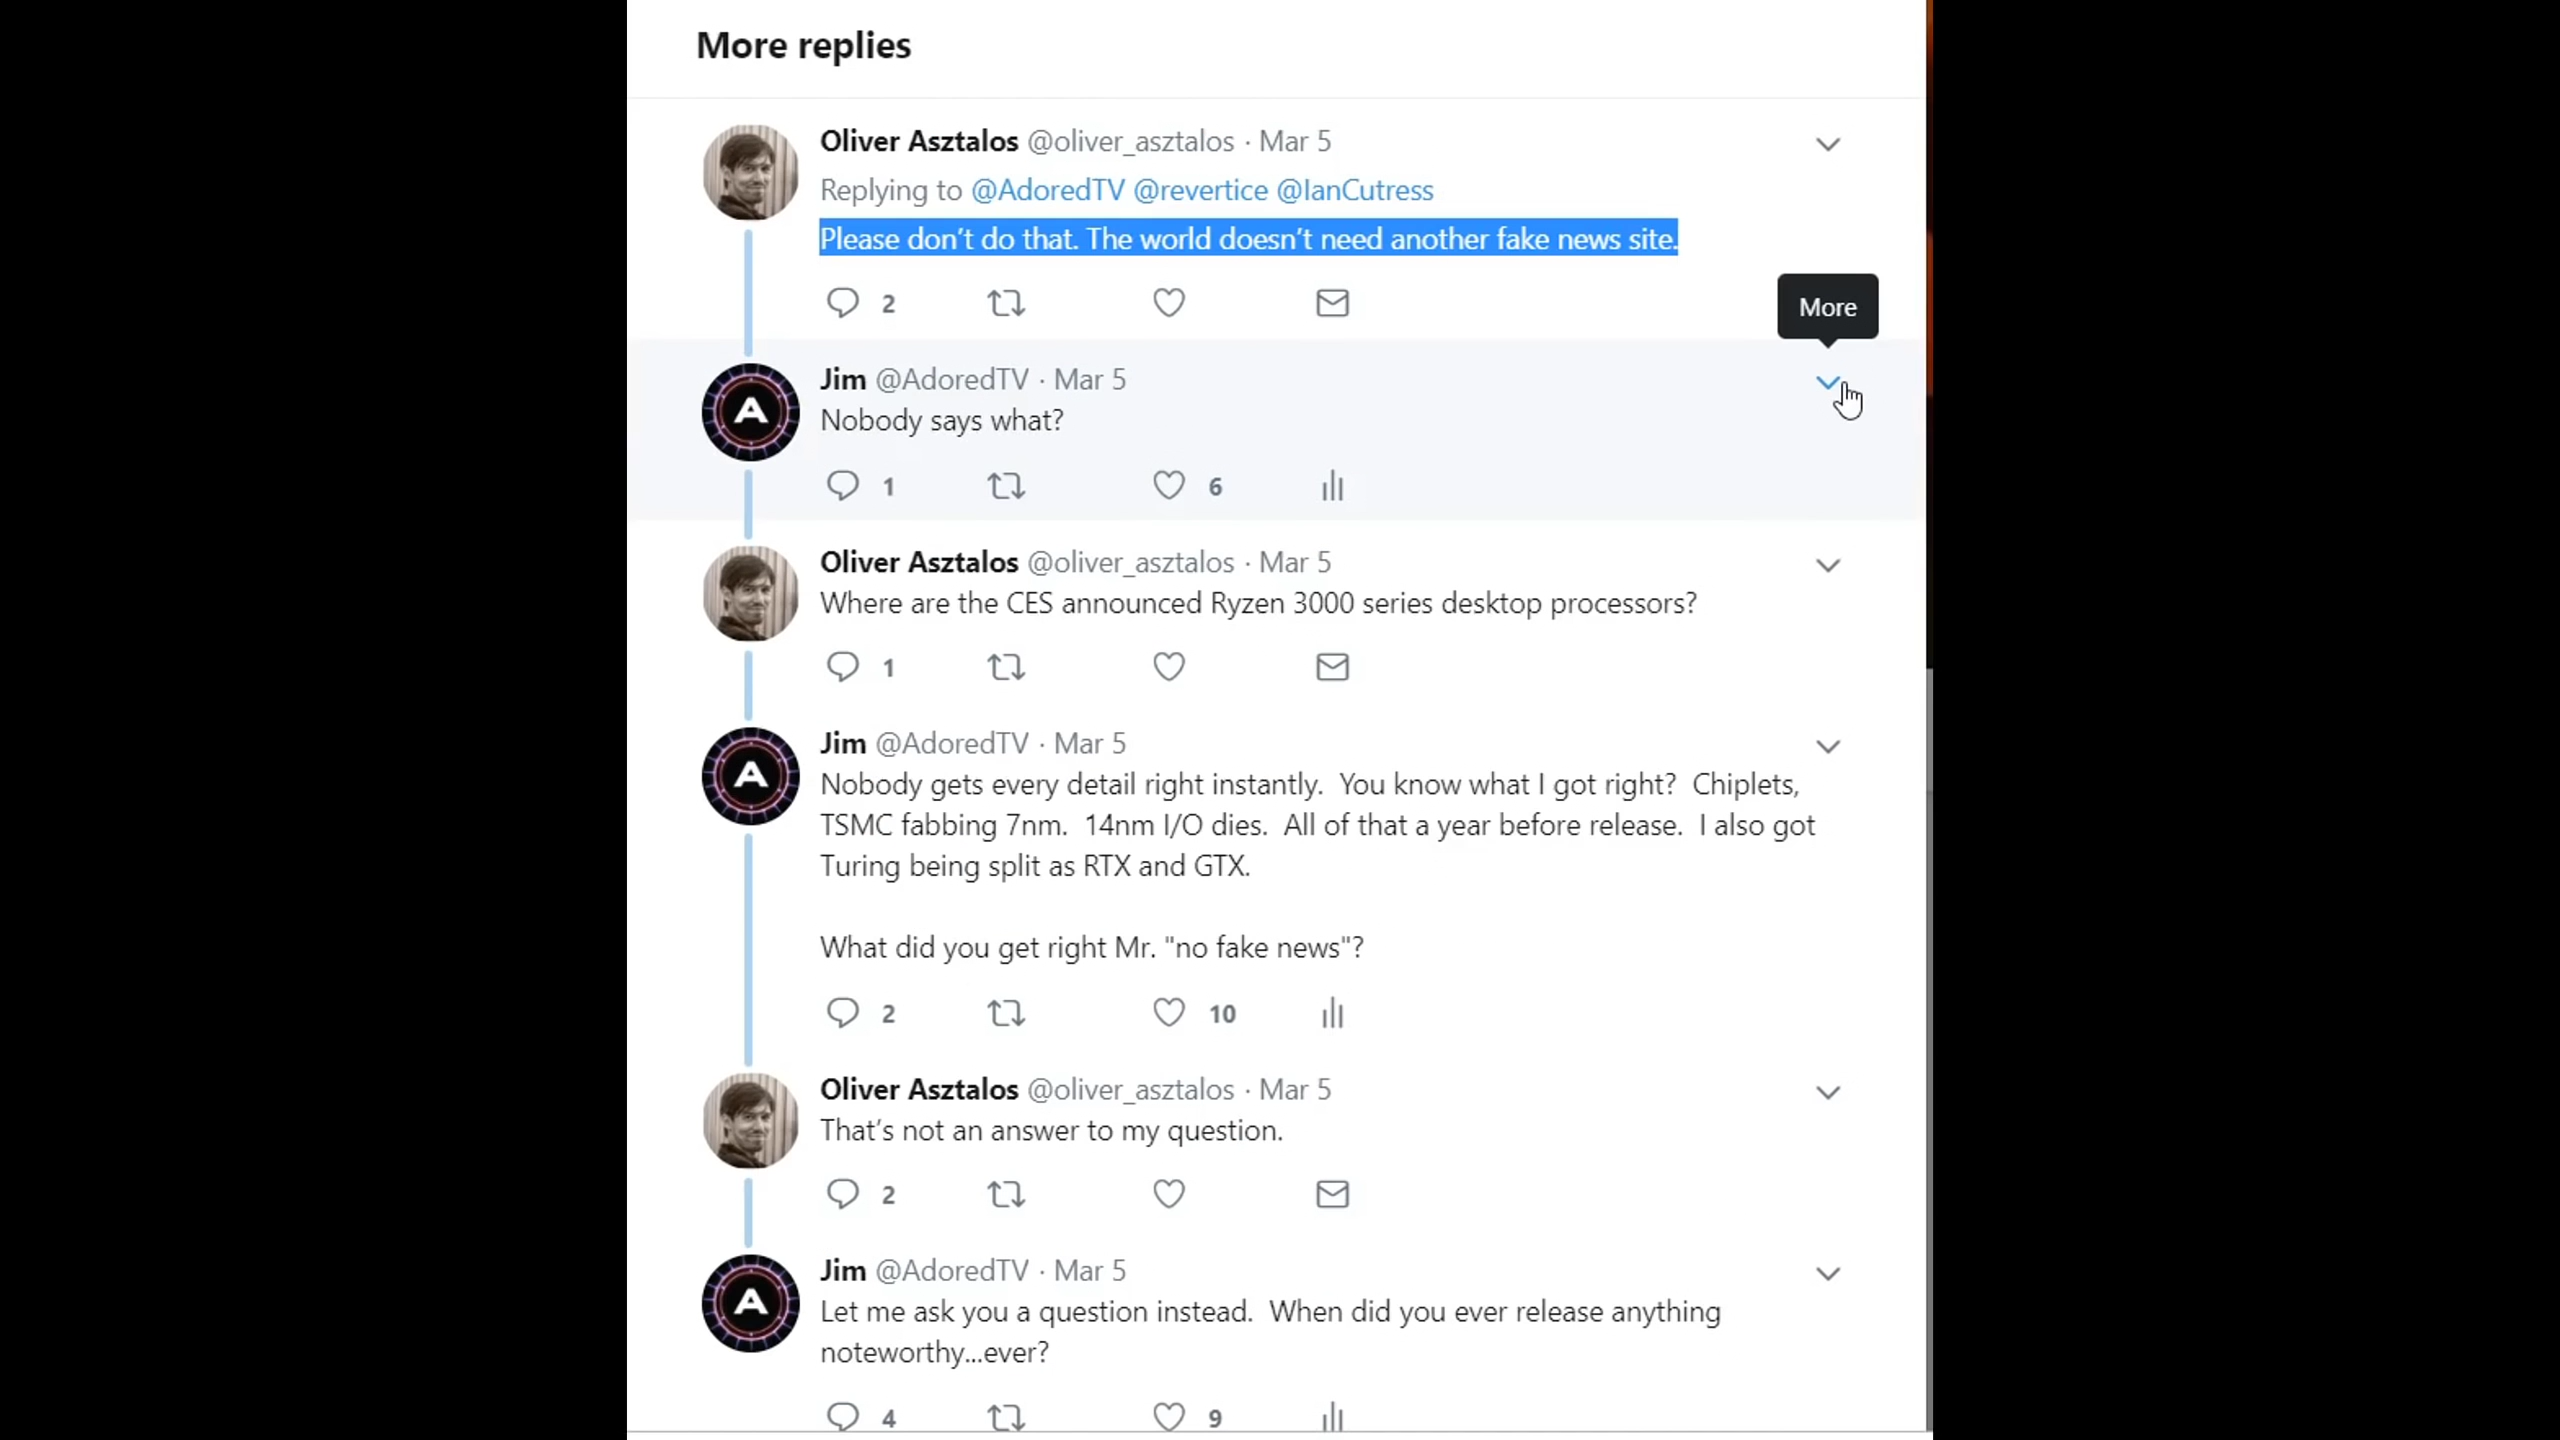 More replies
Oliver Asztalos @oliver_asztalos · Mar 5
Replying to @AdoredTV @revertice @IanCutress
Please don’t do that. The world doesn’t need another fake news site.
2
More
Jim @AdoredTV · Mar 5
Nobody says what?
1 6
Oliver Asztalos @oliver_asztalos · Mar 5
Where are the CES announced Ryzen 3000 series desktop processors?
1
Jim @AdoredTV · Mar 5
Nobody gets every detail right instantly.  You know what I got right?  Chiplets,
TSMC fabbing 7nm.  14nm I/O dies.  All of that a year before release.  I also got
Turing being split as RTX and GTX.
What did you get right Mr. "no fake news"?
2 10
Oliver Asztalos @oliver_asztalos · Mar 5
That’s not an answer to my question.
2
Jim @AdoredTV · Mar 5
Let me ask you a question instead.  When did you ever release anything
noteworthy...ever?
4 9
A
A
A